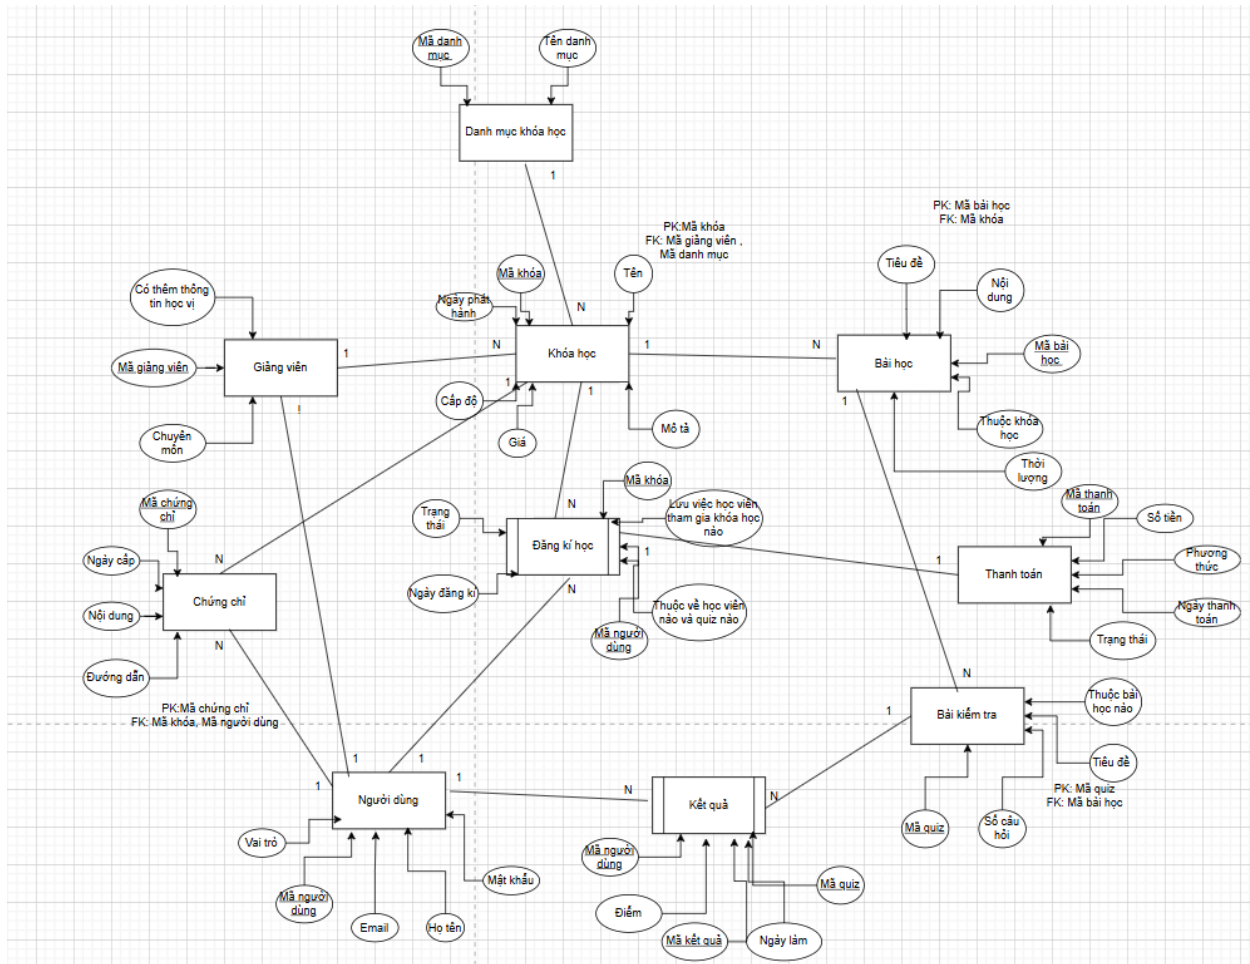 Mã danh
mục
Tên danh
mục
Danh mục khóa học
1
PK: Mã bài học
FK: Mã khóa
PK:Mã khóa
FK: Mã giảng viên ,
Mã danh mục
Có thêm thông
tin học vị
Mã khóa
Tên
Tiêu đề
Nội
dung
Ngày phát
hành
N
Mã giảng viên
Giảng viên
1
N
Khóa học
1
N
Bài học
Mã bài
học
1
1
Cấp độ
!
1
Chuyên
môn
Giá
Mô tả
Thuộc khóa
học
Thời
lượng
Mã chứng
chỉ
Trạng
thái
N
Mã khóa
Lưu việc học viên
tham gia khóa học
nào
Mã thanh
toán
Số tiền
Đăng kí học
1
1
Thanh toán
Phương
thức
Ngày cấp
N
Chứng chỉ
Ngày đăng kí
N
Thuộc về học viên
nào và quiz nào
Mã người
dùng
Ngày thanh
toán
Nội dung
Trạng thái
N
Đường dẫn
N
PK:Mã chứng chỉ
FK: Mã khóa, Mã người dùng
1
Bài kiểm tra
Thuộc bài
học nào
Tiêu đề
1
1
1
1
Người dùng
N
Kết quả
N
PK: Mã quiz
FK: Mã bài học
Mã quiz
Số câu
hỏi
Vai trò
Mã người
dùng
Email
Họ tên
Mật khẩu
Mã người
dùng
Điểm
Mã kết quả
Ngày làm
Mã quiz